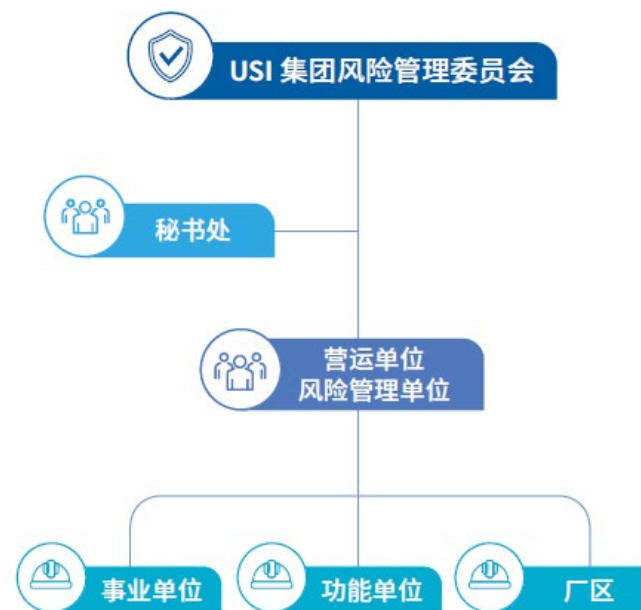 USI 集团风险管理委员会
秘书处
营运单位
风险管理单位
事业单位
功能单位
厂区